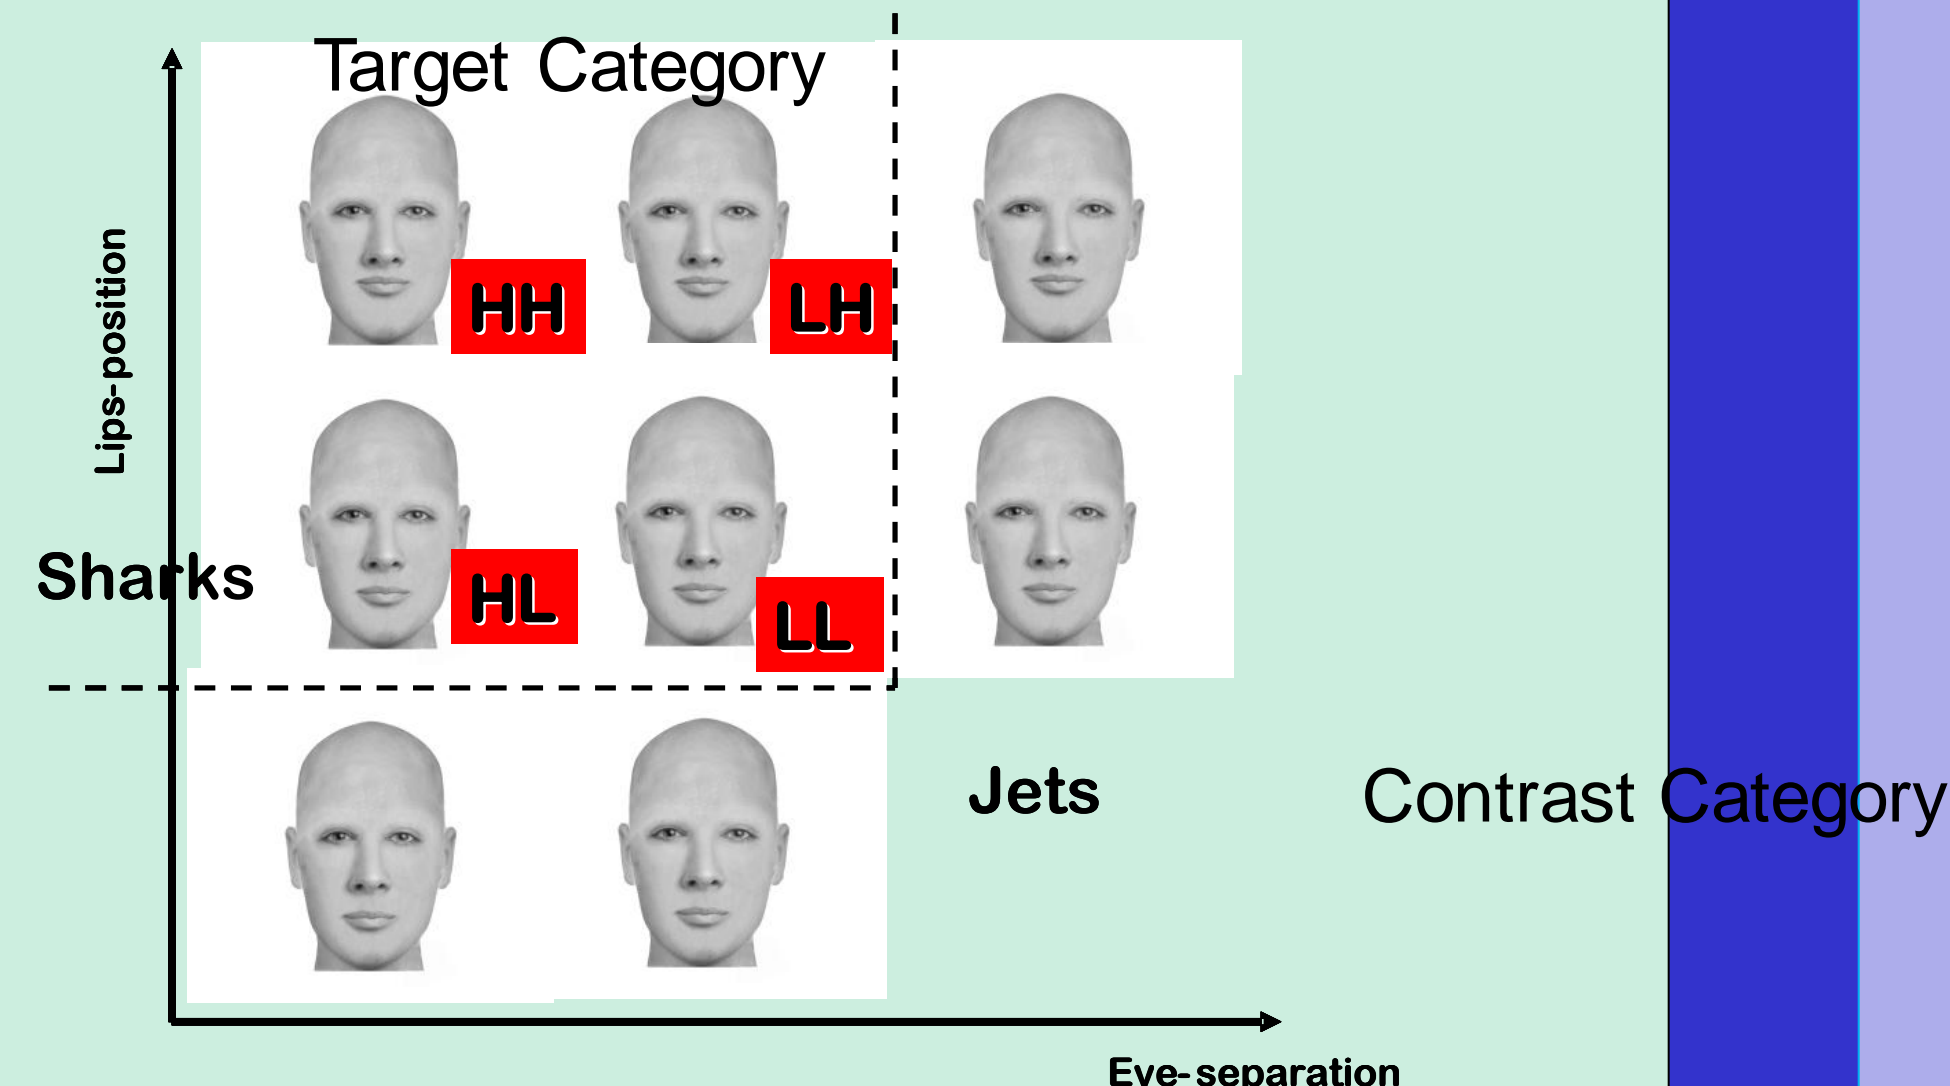 Target Category
Lips-position
HH
LH
Sharks
HL
LL
Jets
Contrast Category
Eye-separation